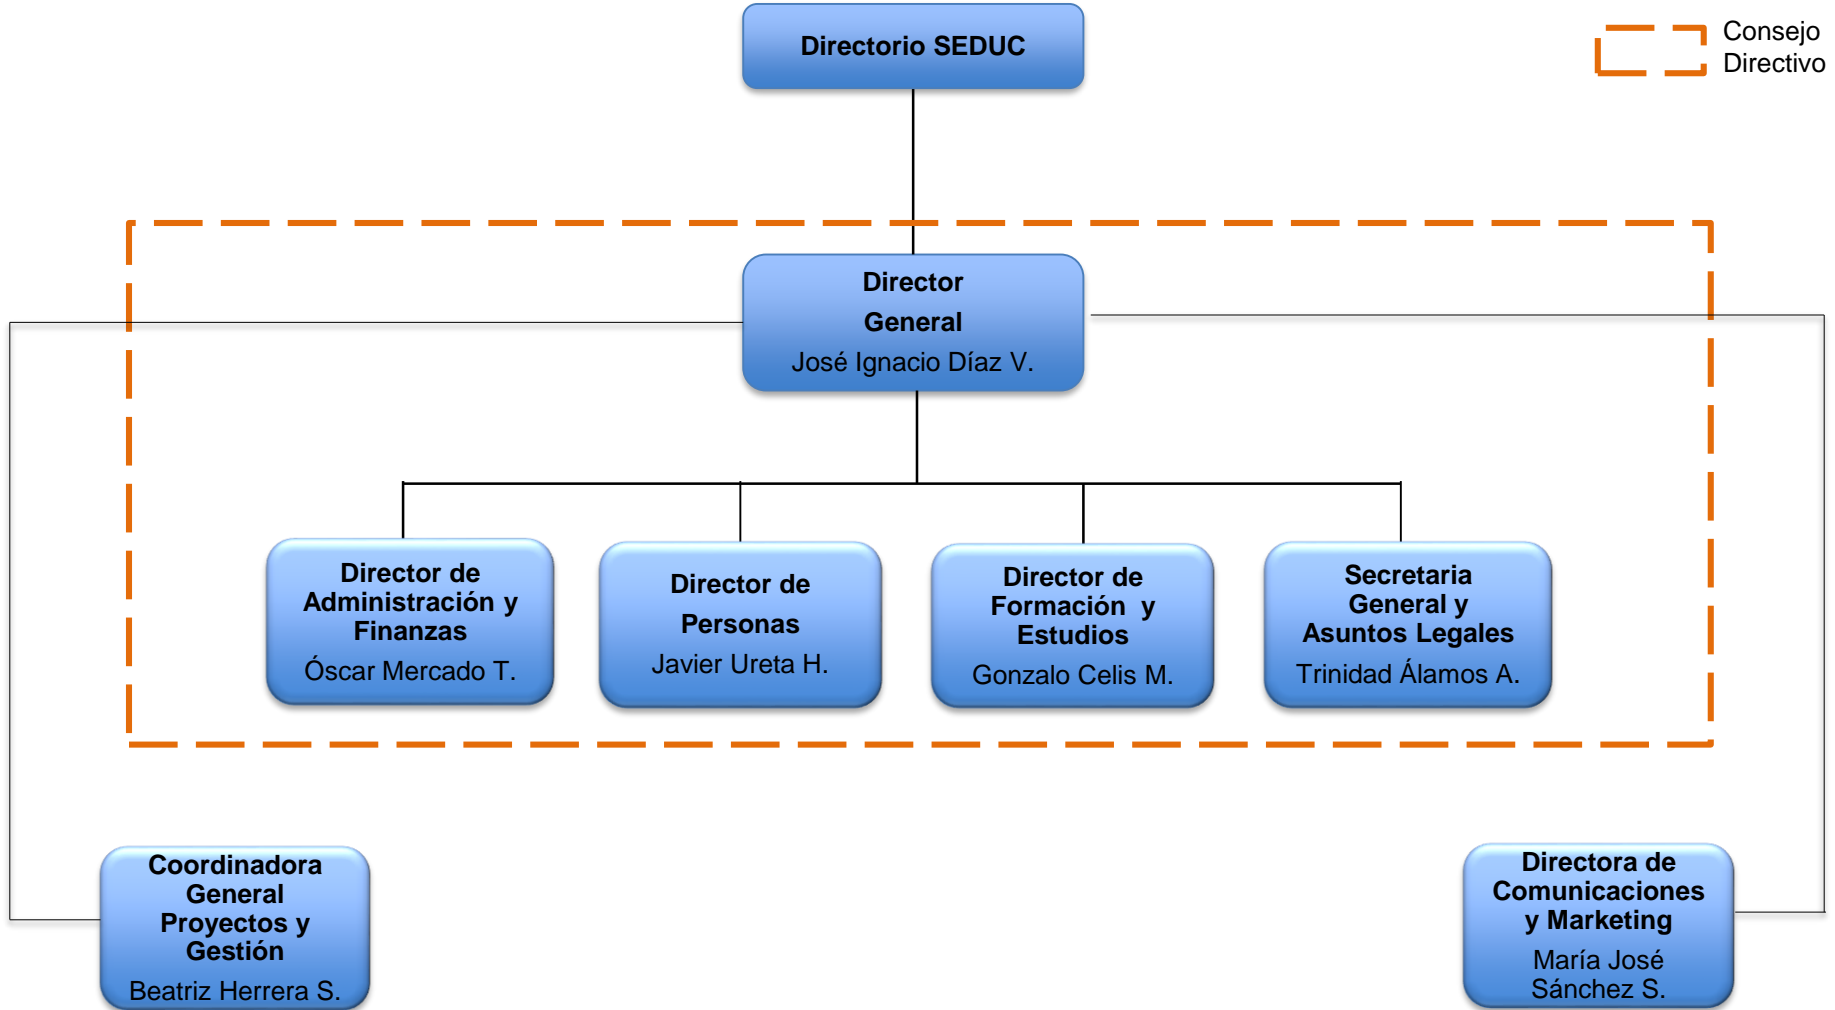 Directorio SEDUC
Consejo
Directivo
Director
General
José Ignacio Díaz V.
Director de
Administración y
Finanzas
Óscar Mercado T.
Director de
Personas
Javier Ureta H.
Director de
Formación y
Estudios
Gonzalo Celis M.
Secretaria
General y
Asuntos Legales
Trinidad Álamos A.
Coordinadora
General
Proyectos y
Gestión
Beatriz Herrera S.
Directora de
Comunicaciones
y Marketing
María José
Sánchez S.